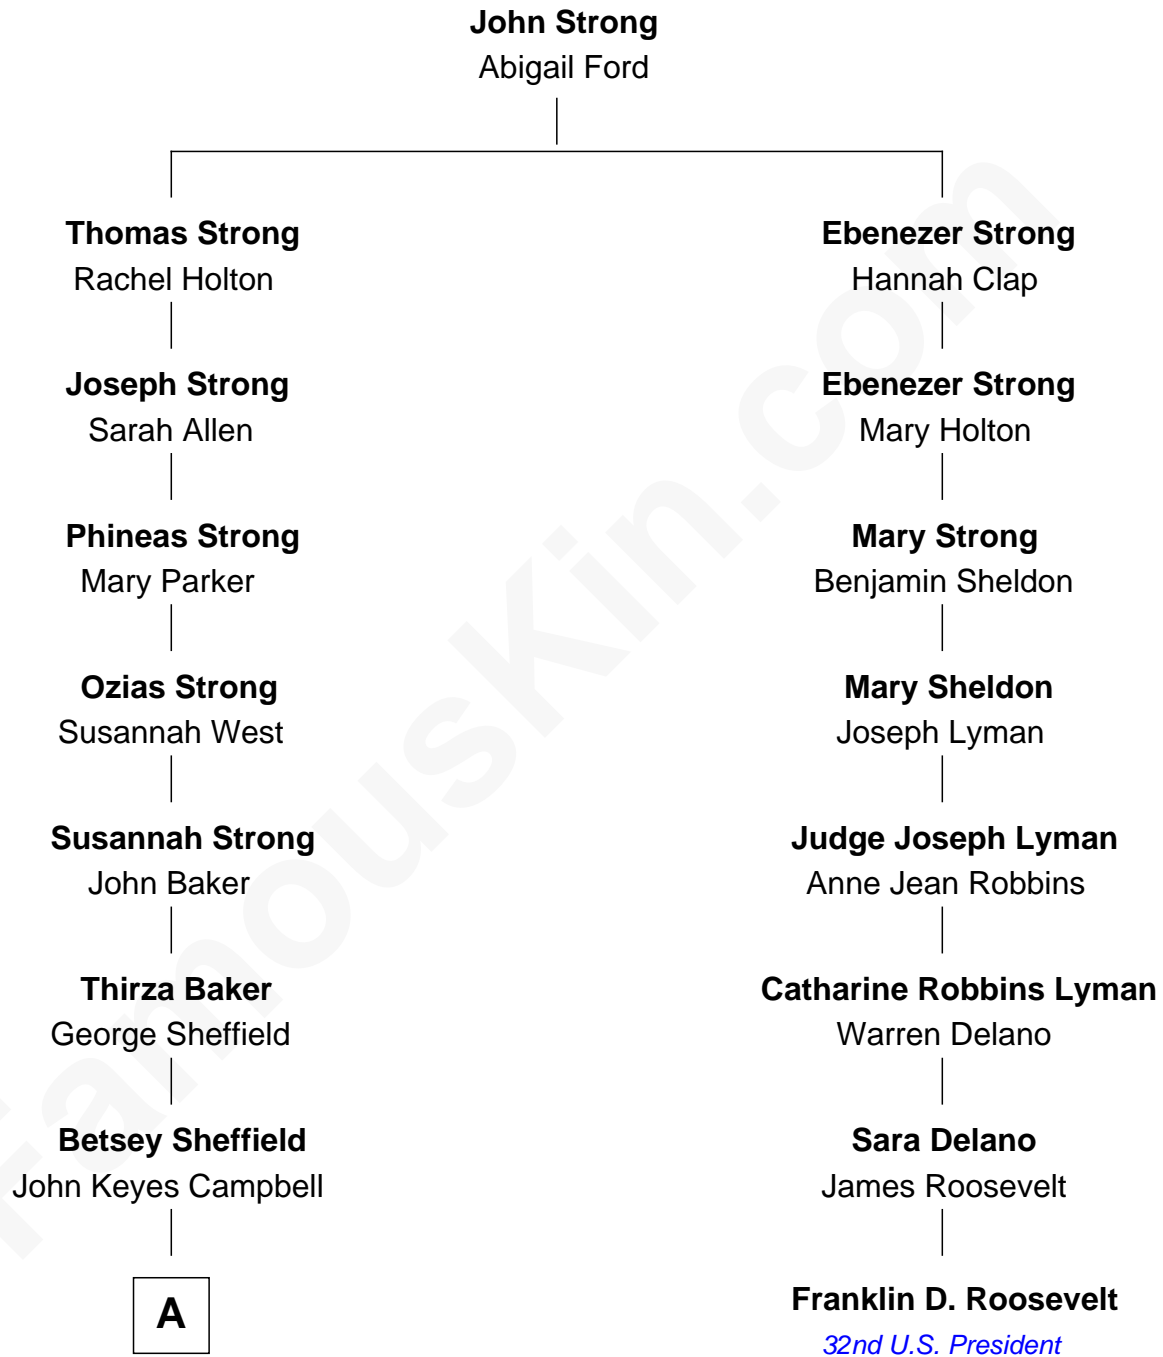 John Strong
Abigail Ford
Thomas Strong
Rachel Holton
Joseph Strong
Sarah Allen
Phineas Strong
Mary Parker
Ozias Strong
Susannah West
Susannah Strong
John Baker
Thirza Baker
George Sheffield
Betsey Sheffield
John Keyes Campbell
A
Ebenezer Strong
Hannah Clap
Ebenezer Strong
Mary Holton
Mary Strong
Benjamin Sheldon
Mary Sheldon
Joseph Lyman
Judge Joseph Lyman
Anne Jean Robbins
Catharine Robbins Lyman
Warren Delano
Sara Delano
James Roosevelt
Franklin D. Roosevelt
32nd U.S. President
FamousKin.com